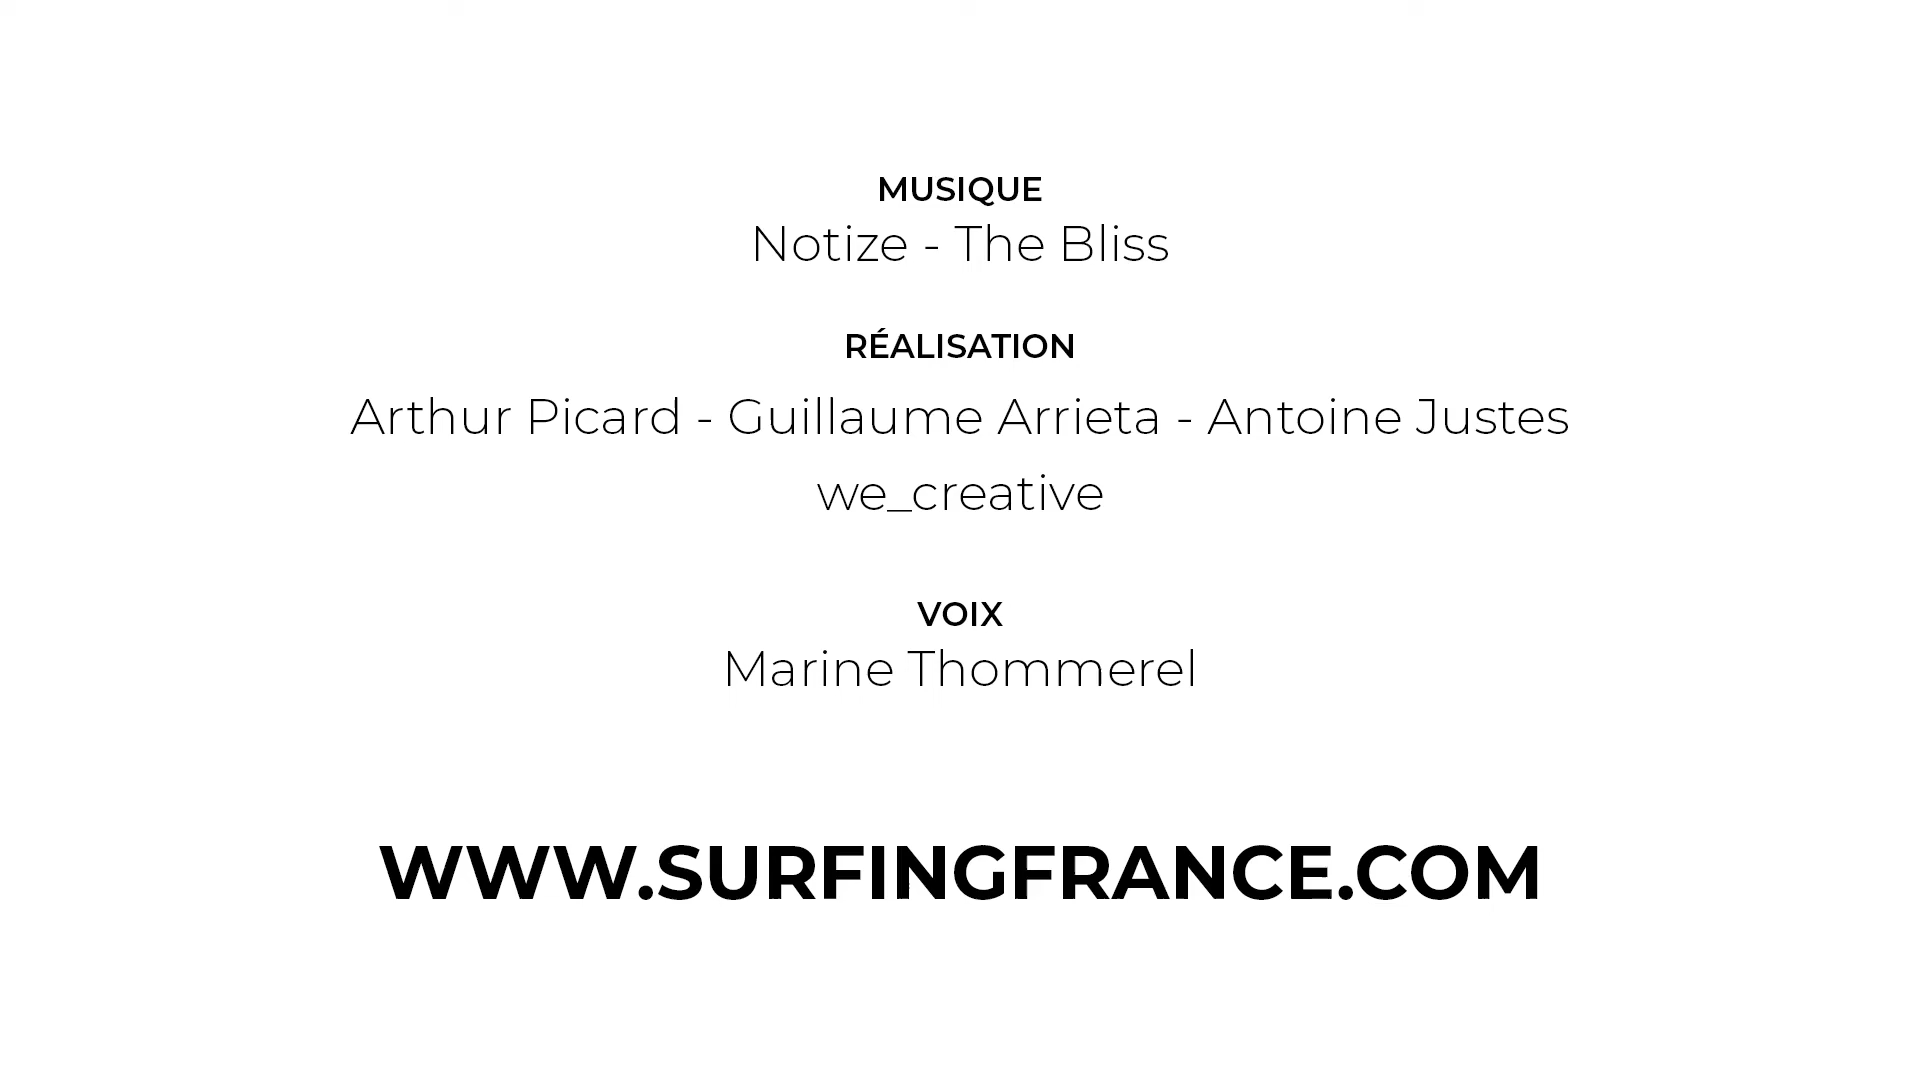 MUSIQUE
Notize - The Bliss
RÉALISATION
Arthur Picard - Guillaume Arrieta - Antoine Justes
we_creative
VOIX
Marine Thommerel
WWW.SURFINGFRANCE.COM